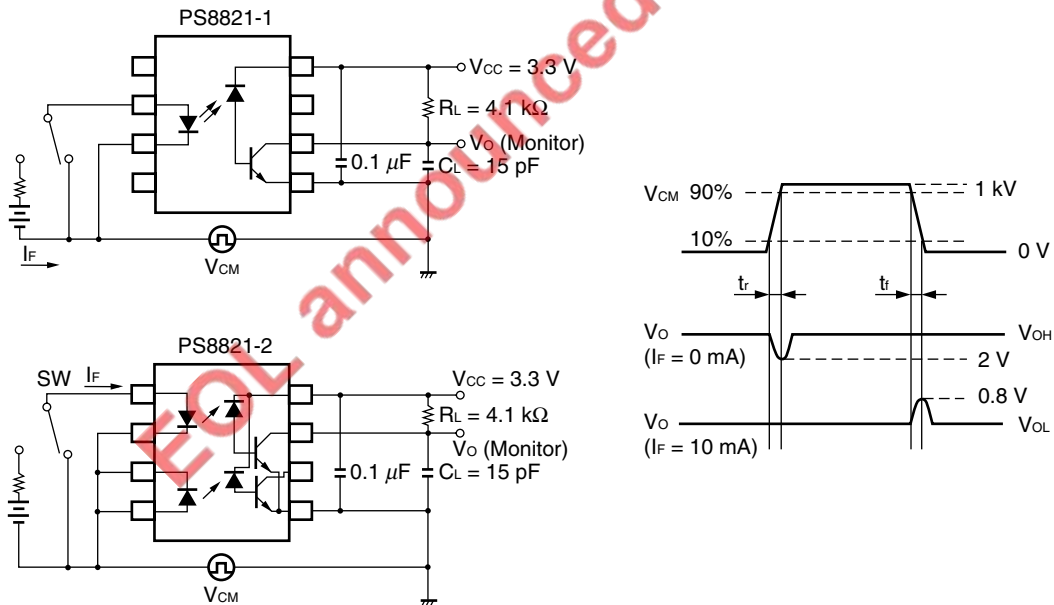 PS8821-1
VCC = 3.3 V
RL = 4.1 kΩ
VO (Monitor)
0.1 μF
CL = 15 pF
IF
VCM
PS8821-2
SW
IF
VCC = 3.3 V
RL = 4.1 kΩ
VO (Monitor)
0.1 μF
CL = 15 pF
VCM
VCM 90%
1 kV
10%
0 V
tr
tf
VO
VOH
(IF = 0 mA)
2 V
0.8 V
VO
VOL
(IF = 10 mA)
EOL announced